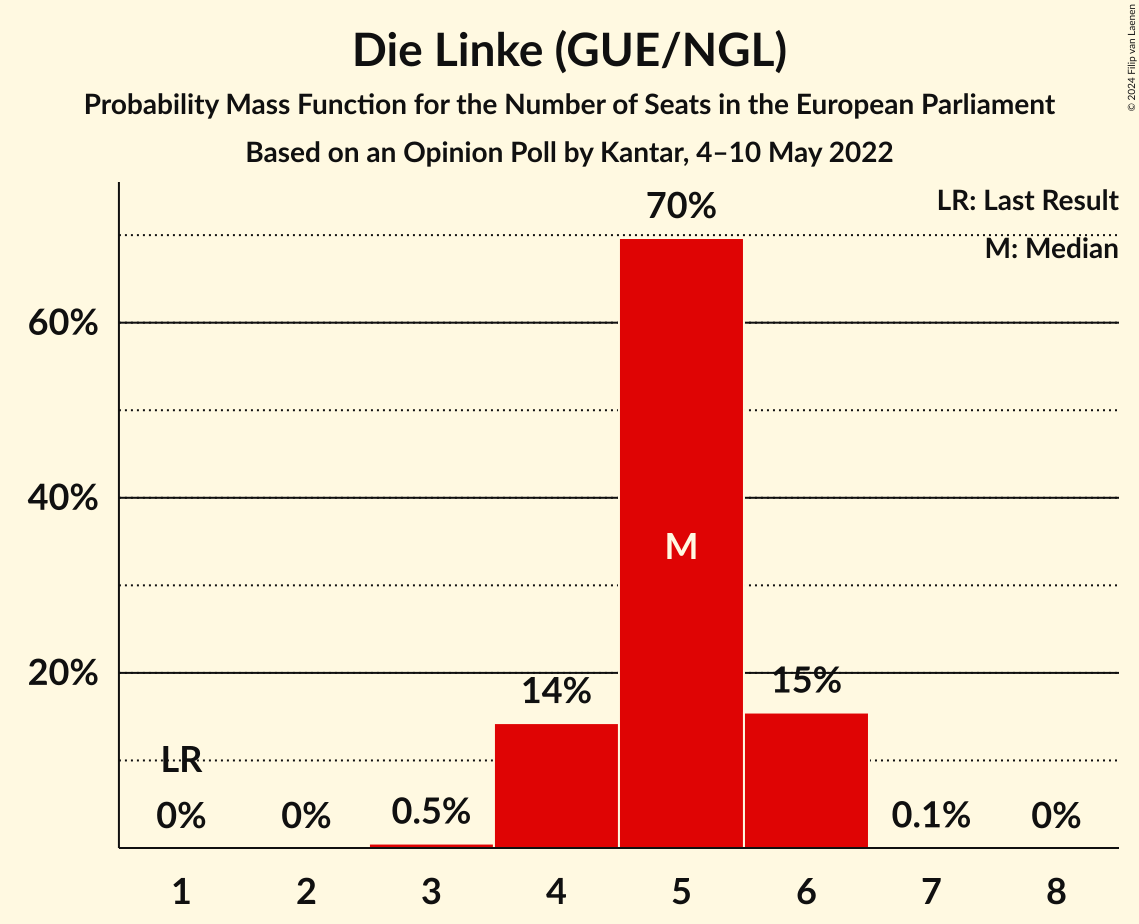 Die Linke (GUE/NGL)
Probability Mass Function for the Number of Seats in the European Parliament
Based on an Opinion Poll by Kantar, 4–10 May 2022
© 2024 Filip van Laenen
LR: Last Result
M: Median
70%
60%
40%
M
20%
14%
15%
LR
0%
0%
0.5%
0.1%
0%
1
2
3
4
5
6
7
8